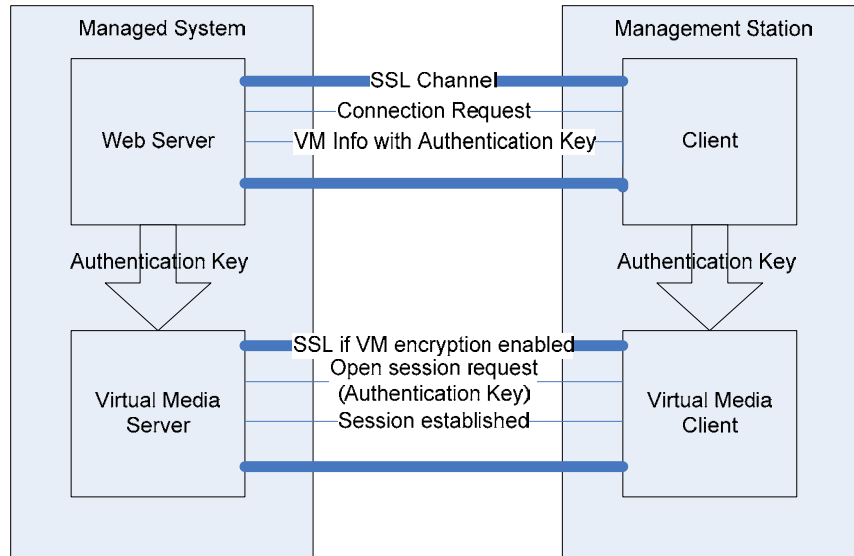 Managed System
Management Station
SSL Channel
Connection Request
Web Server
VM Info with Authentication Key
Client
Authentication Key
Authentication Key
SSL if VM encryption enabled
Open session request
(Authentication Key)
Virtual Media
Server
Session established
Virtual Media
Client